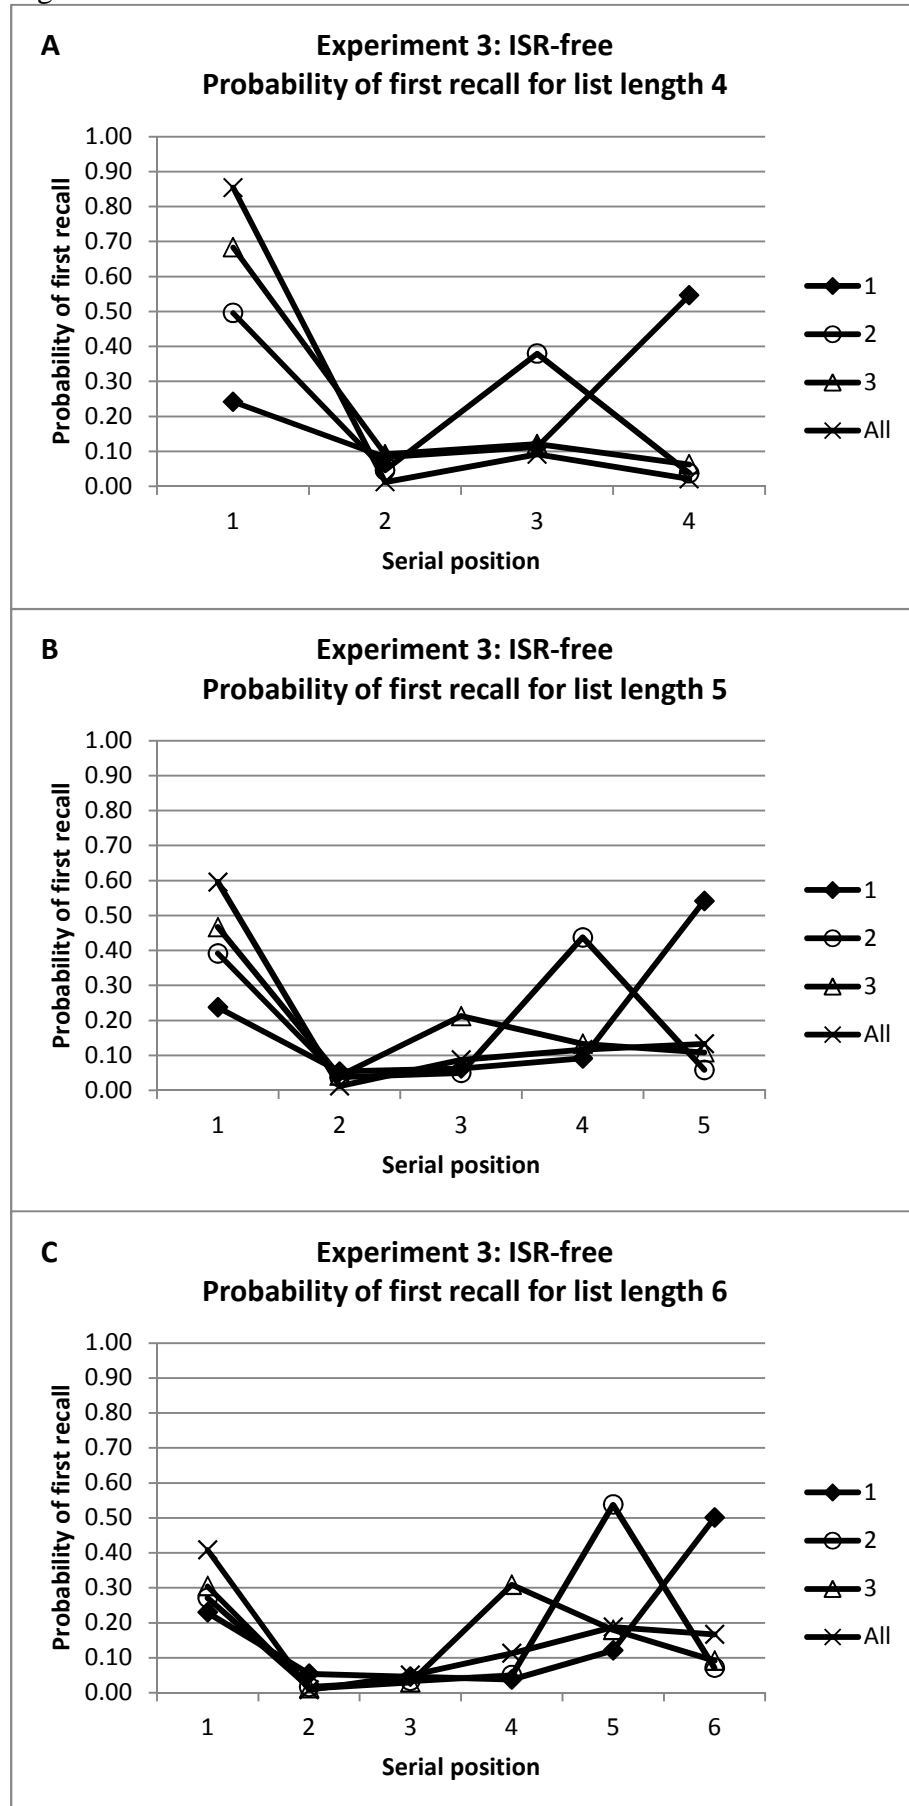 A
Experiment 3: ISR-free
Probability of first recall for list length 4
Probability of first recall
1.00
0.90
0.80
0.70
0.60
0.50
0.40
0.30
0.20
0.10
0.00
1 2 3 4
Serial position
1
2
3
All
B
Experiment 3: ISR-free
Probability of first recall for list length 5
Probability of first recall
1.00
0.90
0.80
0.70
0.60
0.50
0.40
0.30
0.20
0.10
0.00
1 2 3 4 5
Serial position
1
2
3
All
C
Experiment 3: ISR-free
Probability of first recall for list length 6
Probability of first recall
1.00
0.90
0.80
0.70
0.60
0.50
0.40
0.30
0.20
0.10
0.00
1 2 3 4 5 6
Serial position
1
2
3
All